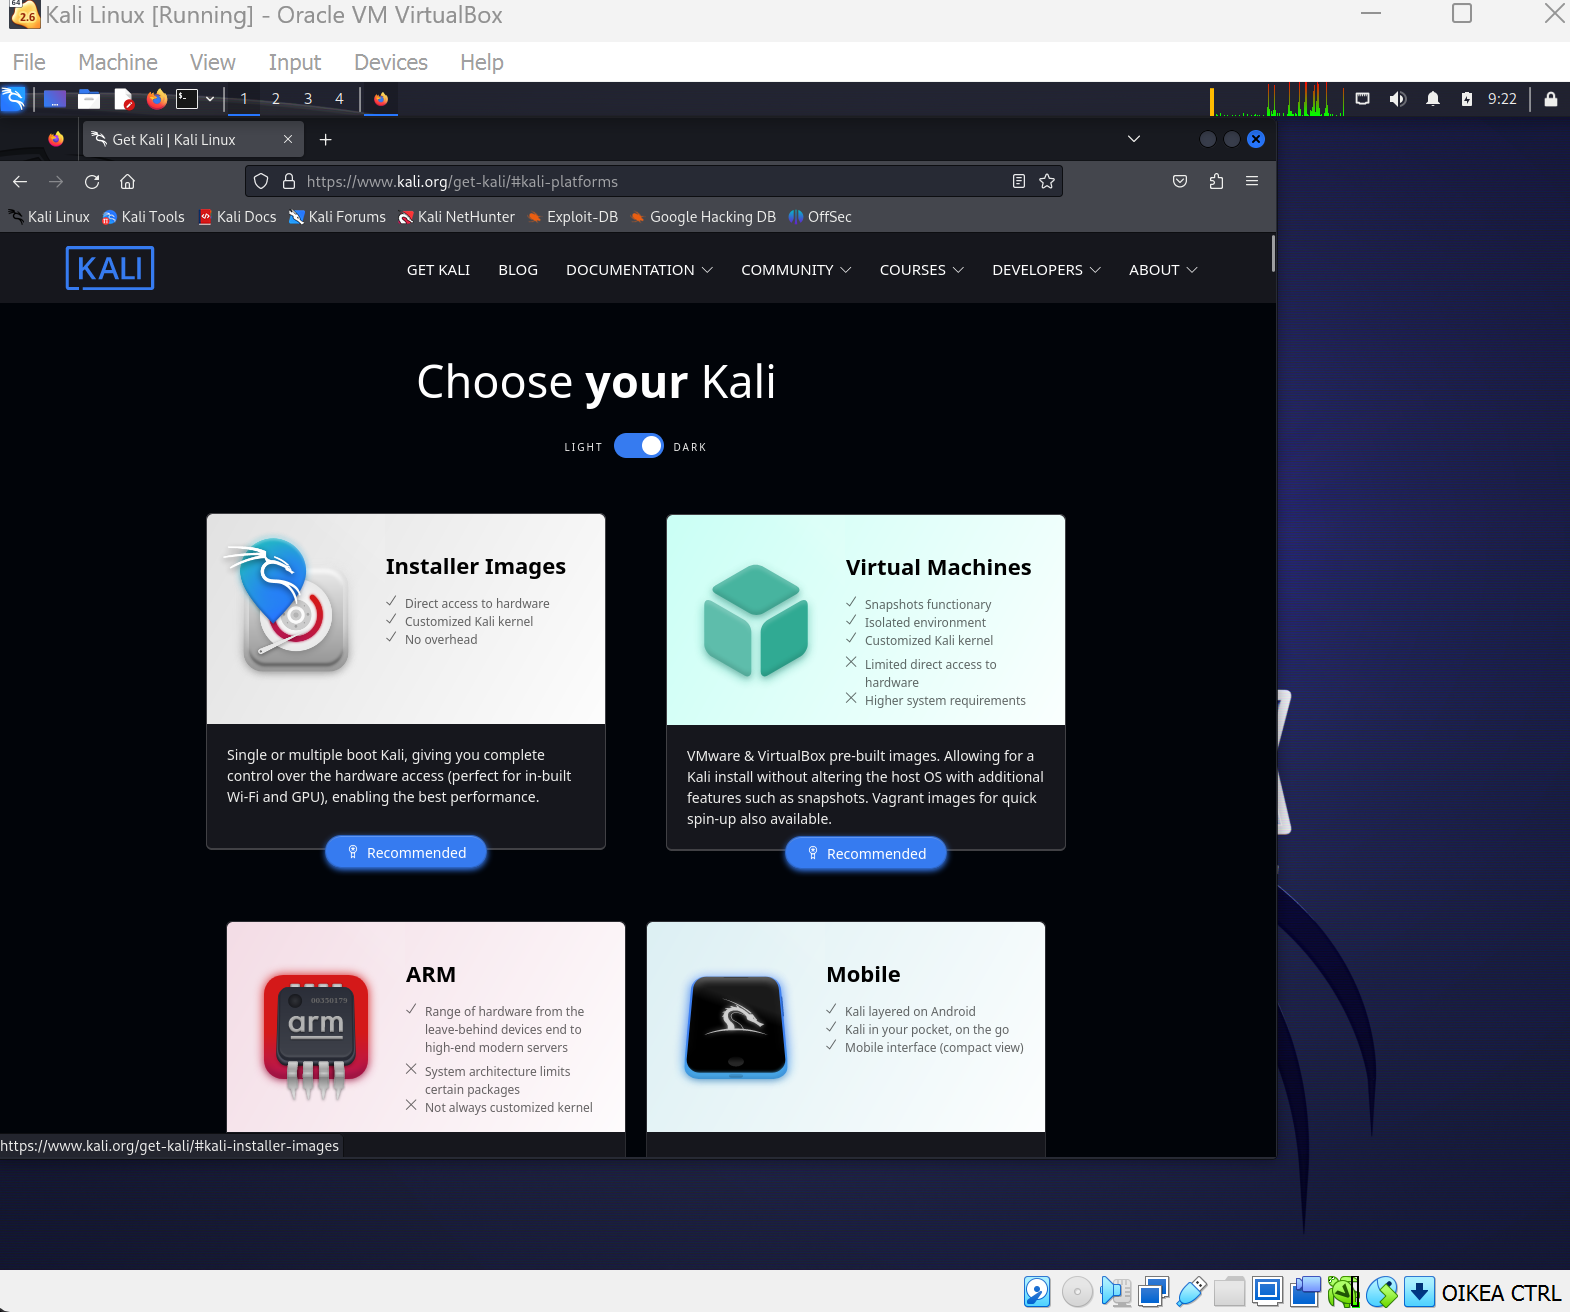 Kali Linux [Running] - Oracle VM VirtualBox
File Machine View Input Devices Help
1 2 3 4 9:22
Get Kali | Kali Linux
https://www.kali.org/get-kali/#kali-platforms
Kali Linux Kali Tools Kali Docs Kali Forums Kali NetHunter Exploit-DB Google Hacking DB OffSec
KALI GET KALI BLOG DOCUMENTATION COMMUNITY COURSES DEVELOPERS ABOUT
Choose your Kali
LIGHT DARK
Installer Images
Direct access to hardware
Customized Kali kernel
No overhead
Single or multiple boot Kali, giving you complete
control over the hardware access (perfect for in-built
Wi-Fi and GPU), enabling the best performance.
Recommended
Virtual Machines
Snapshots functionary
Isolated environment
Customized Kali kernel
Limited direct access to
hardware
Higher system requirements
VMware & VirtualBox pre-built images. Allowing for a
Kali install without altering the host OS with additional
features such as snapshots. Vagrant images for quick
spin-up also available.
Recommended
00330179
arm
ARM
Range of hardware from the
leave-behind devices end to
high-end modern servers
System architecture limits
certain packages
Not always customized kernel
Mobile
Kali layered on Android
Kali in your pocket, on the go
Mobile interface (compact view)
https://www.kali.org/get-kali/#kali-installer-images
OIKEA CTRL